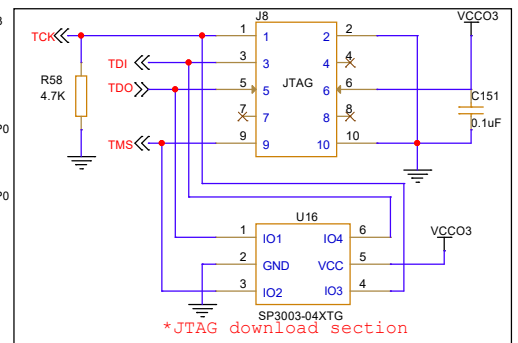 3
J8
VCCO3
TCK
1 1 2 2
TDI
3 3 4 4
R58
4.7K
TDO
5 5 JTAG 6 6
C151
0.1uF
7 7 8 8
P0
TMS
9 9 10 10
P0
U16
VCCO3
1 IO1 IO4 6
2 GND VCC 5
3 IO2 IO3 4
SP3003-04XTG
*JTAG download section